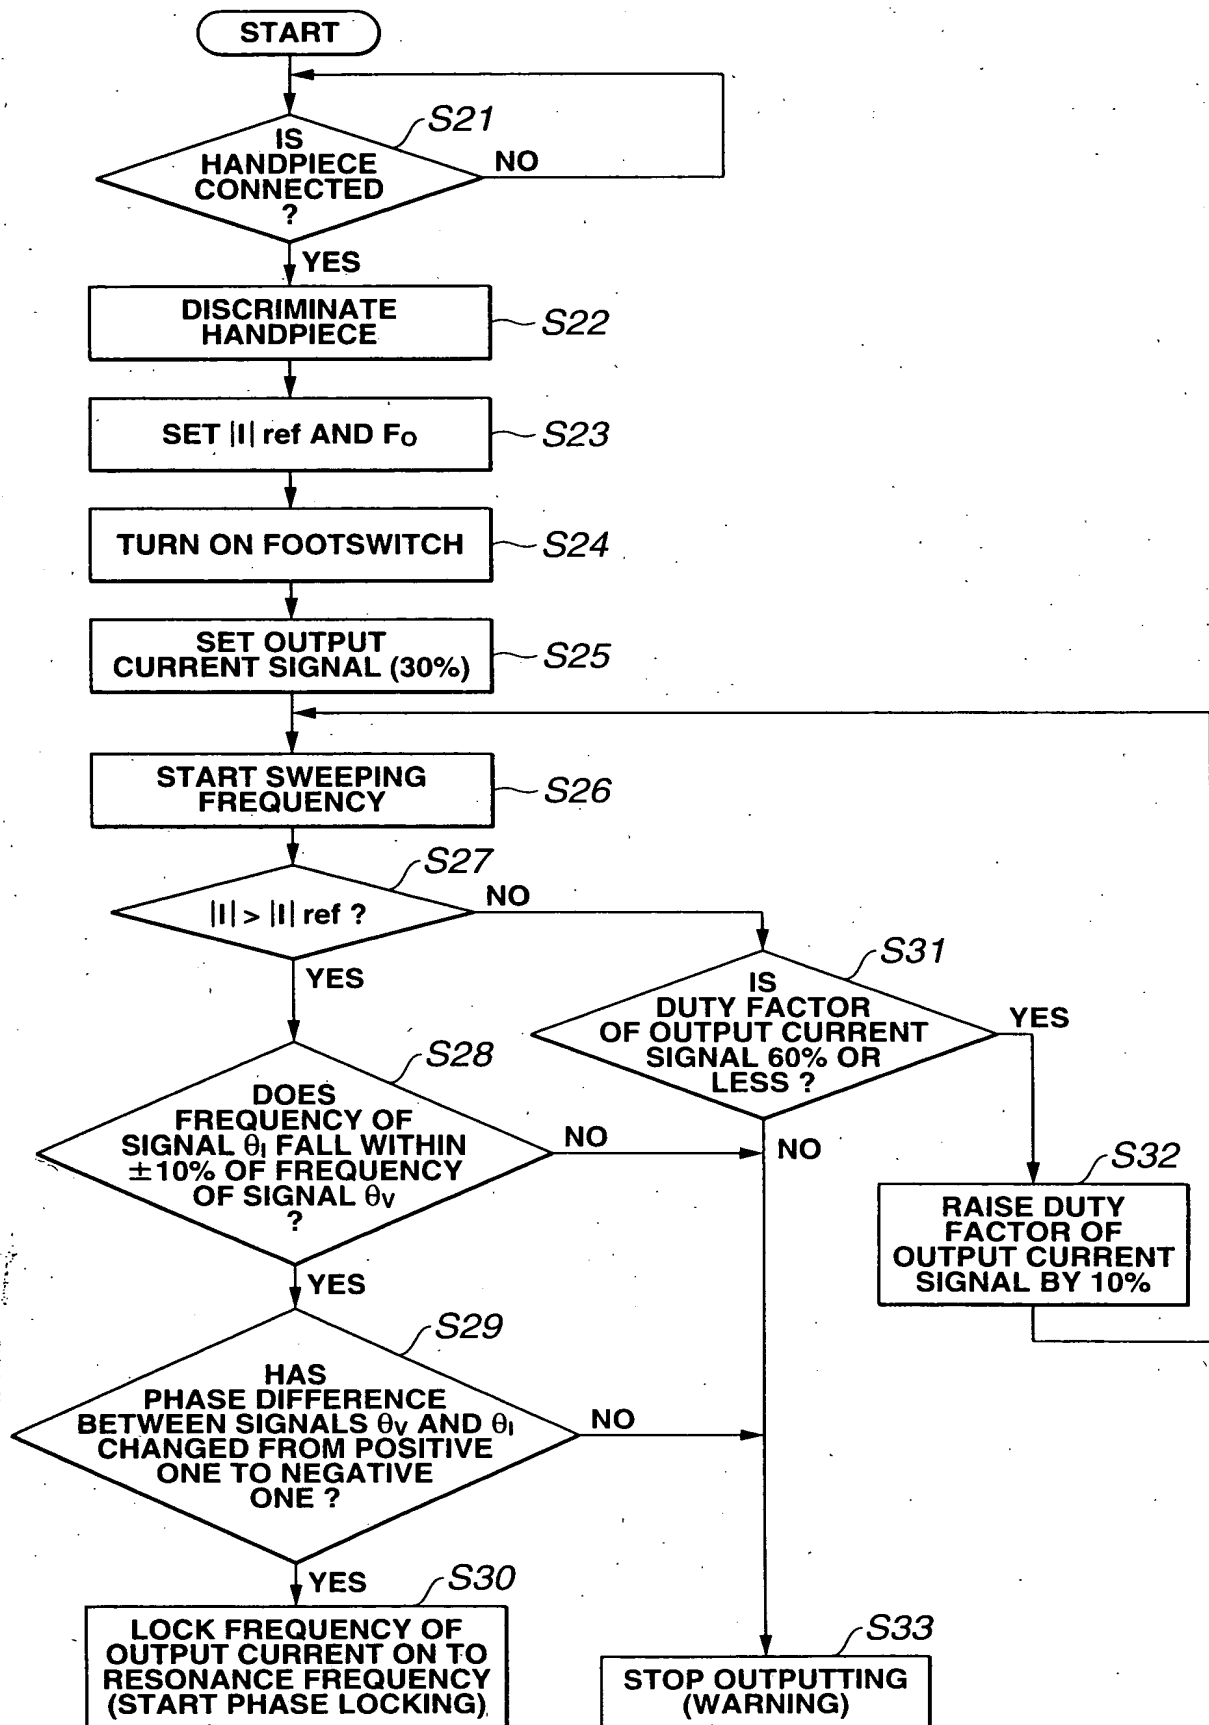 START
S21
IS
HANDPIECE
CONNECTED
?
NO
YES
DISCRIMINATE
HANDPIECE
S22
SET |I| ref AND FO
S23
TURN ON FOOTSWITCH
S24
SET OUTPUT
CURRENT SIGNAL (30%)
S25
START SWEEPING
FREQUENCY
S26
S27
|I| > |I| ref ?
NO
YES
S31
IS
DUTY FACTOR
OF OUTPUT CURRENT
SIGNAL 60% OR
LESS ?
YES
NO
S28
DOES
FREQUENCY OF
SIGNAL θI FALL WITHIN
±10% OF FREQUENCY
OF SIGNAL θV
?
NO
YES
S32
RAISE DUTY
FACTOR OF
OUTPUT CURRENT
SIGNAL BY 10%
S29
HAS
PHASE DIFFERENCE
BETWEEN SIGNALS θV AND θI
CHANGED FROM POSITIVE
ONE TO NEGATIVE
ONE ?
NO
YES
S30
LOCK FREQUENCY OF
OUTPUT CURRENT ON TO
RESONANCE FREQUENCY
(START PHASE LOCKING)
S33
STOP OUTPUTTING
(WARNING)